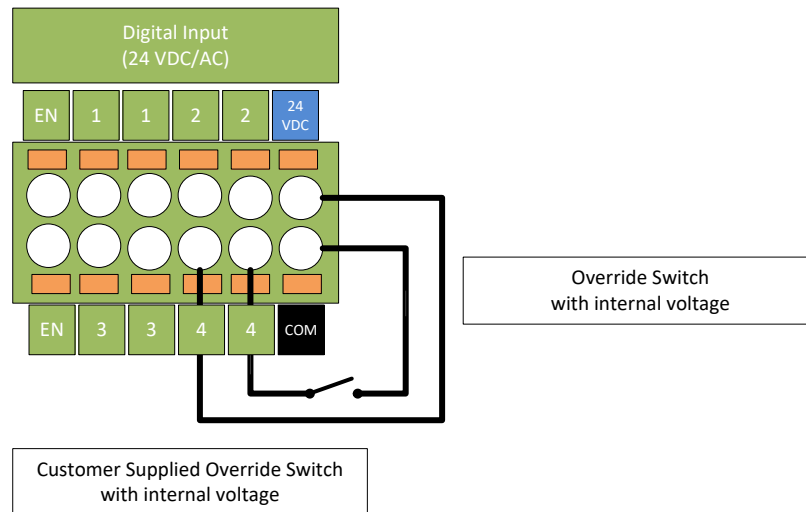 Digital Input
(24 VDC/AC)
EN
1
1
2
2
24
VDC
Override Switch
with internal voltage
EN
3
3
4
4
COM
Customer Supplied Override Switch
with internal voltage